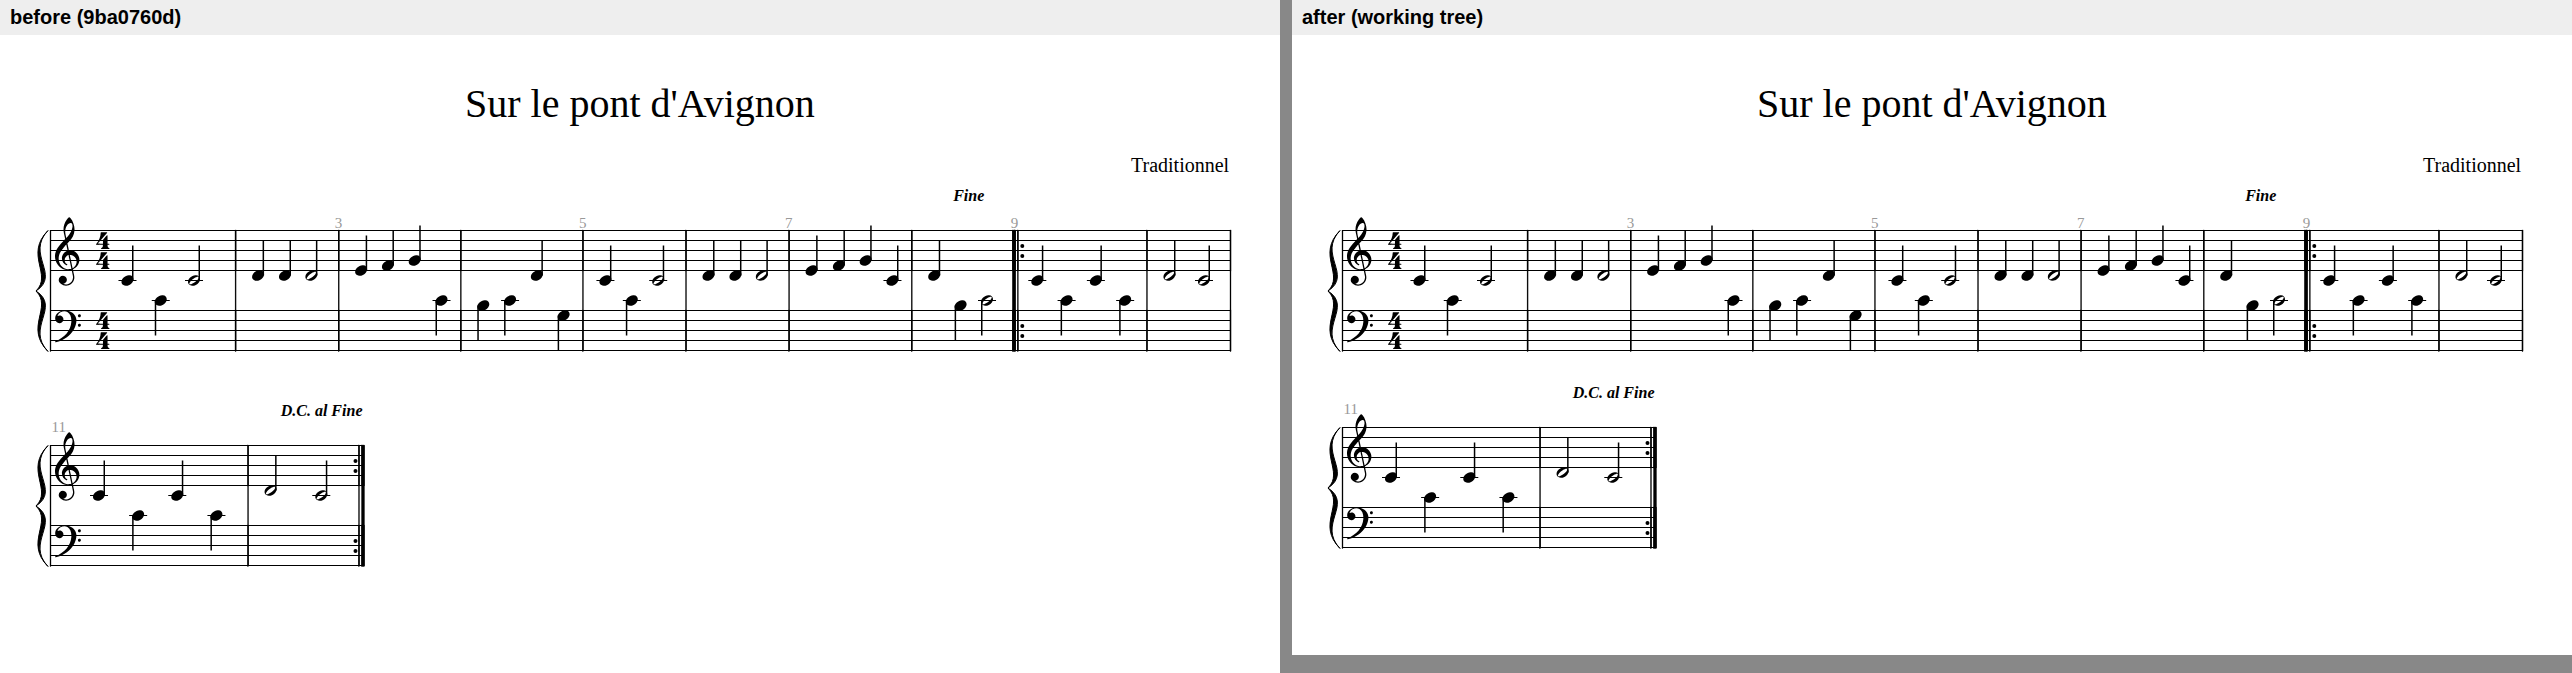 before (9ba0760d)
Sur le pont d'Avignon
Traditionnel
Fine
3 5 7 9
D.C. al Fine
11
after (working tree)
Sur le pont d'Avignon
Traditionnel
Fine
3 5 7 9
D.C. al Fine
11